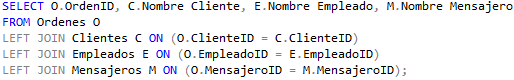 SELECT O.OrdenID, C.Nombre Cliente, E.Nombre Empleado, M.Nombre Mensajero
FROM Ordenes O
LEFT JOIN Clientes C ON (O.ClienteID = C.ClienteID)
LEFT JOIN Empleados E ON (O.EmpleadoID = E.EmpleadoID)
LEFT JOIN Mensajeros M ON (O.MensajeroID = M.MensajeroID);